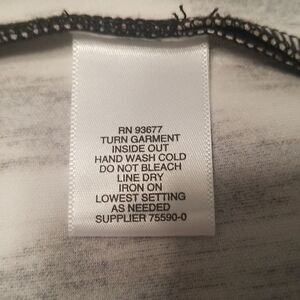 RN 93677
TURN GARMENT
INSIDE OUT
HAND WASH COLD
DO NOT BLEACH
LINE DRY
IRON ON
LOWEST SETTING
AS NEEDED
SUPPLIER 75590-0